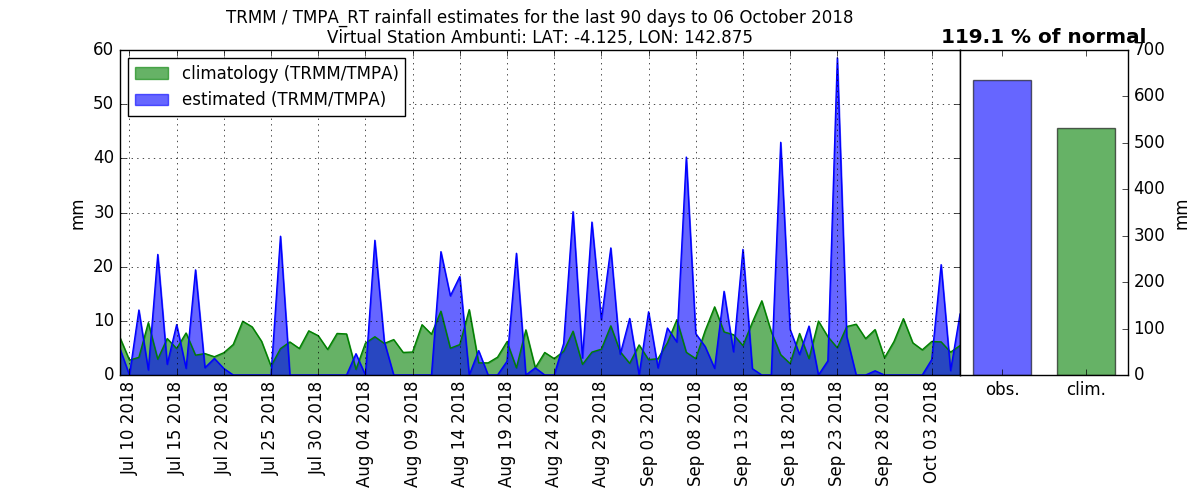 TRMM / TMPA_RT rainfall estimates for the last 90 days to 06 October 2018
Virtual Station Ambunti: LAT: -4.125, LON: 142.875
119.1 % of normal
climatology (TRMM/TMPA)
estimated (TRMM/TMPA)
60
50
40
30
20
10
0
mm
Jul 10 2018
Jul 15 2018
Jul 20 2018
Jul 25 2018
Jul 30 2018
Aug 04 2018
Aug 09 2018
Aug 14 2018
Aug 19 2018
Aug 24 2018
Aug 29 2018
Sep 03 2018
Sep 08 2018
Sep 13 2018
Sep 18 2018
Sep 23 2018
Sep 28 2018
Oct 03 2018
700
600
500
400
300
200
100
0
mm
obs.
clim.